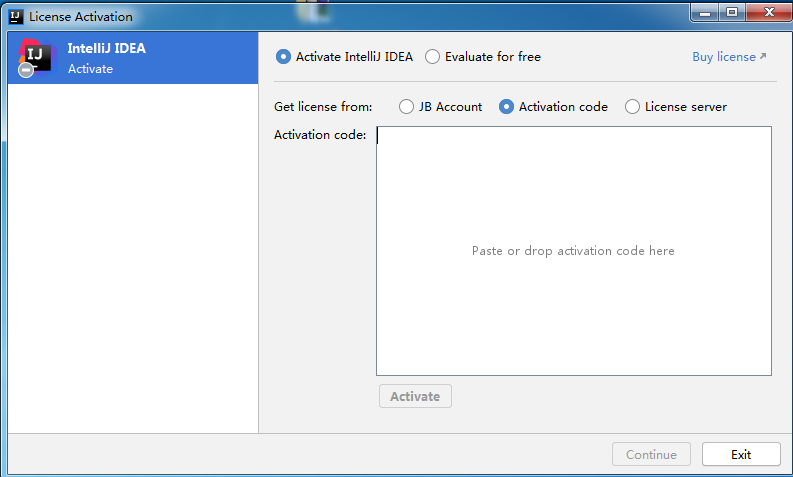 License Activation
IntelliJ IDEA
Activate
Activate IntelliJ IDEA Evaluate for free Buy license
Get license from: JB Account Activation code License server
Activation code:
Paste or drop activation code here
Activate
Continue Exit
IJ
IJ